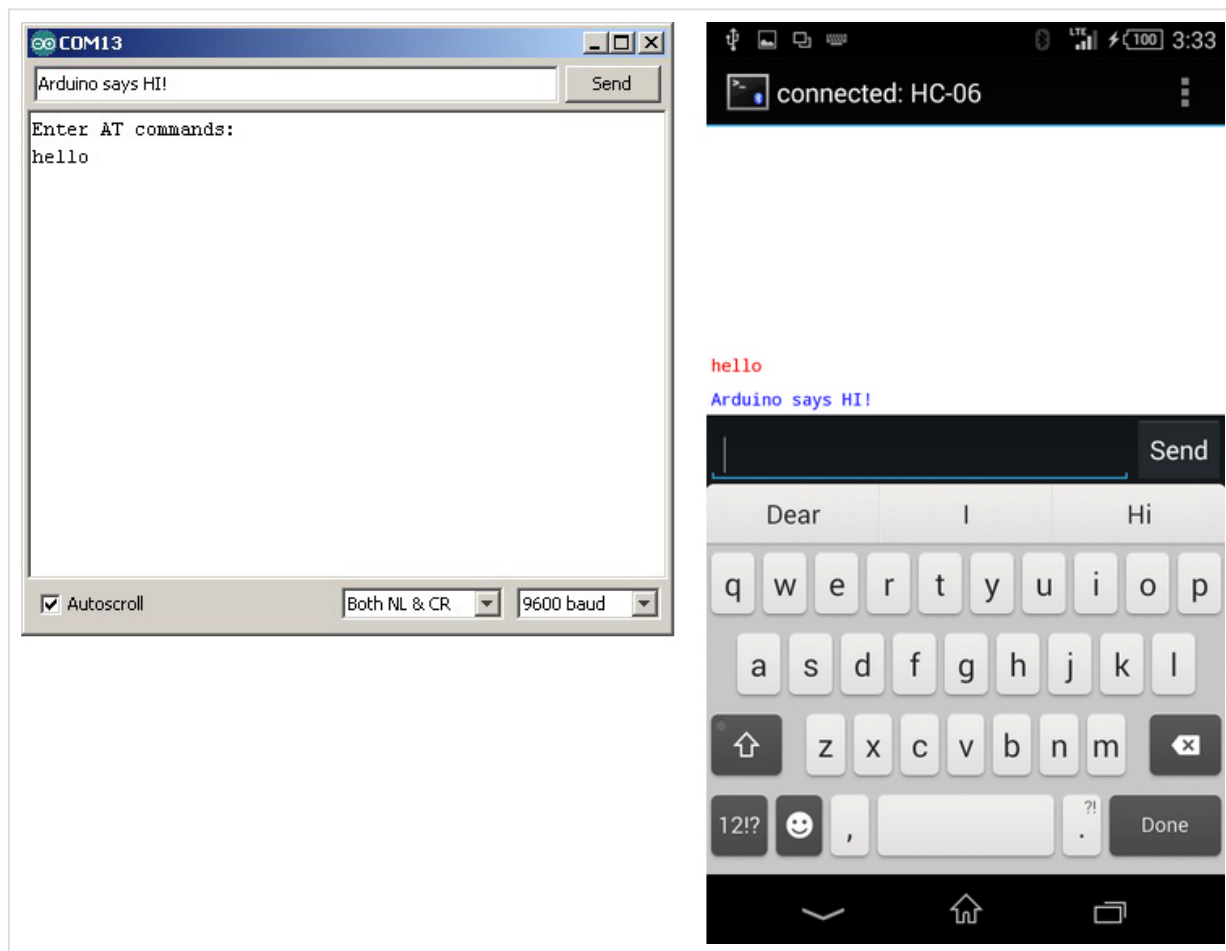 COM13
Arduino says HI!
Send
Enter AT commands:
hello
Autoscroll
Both NL & CR
9600 baud
LTE 100 3:33
connected: HC-06
hello
Arduino says HI!
Send
Dear I Hi
q w e r t y u i o p
a s d f g h j k l
z x c v b n m
12!? , ?! . Done